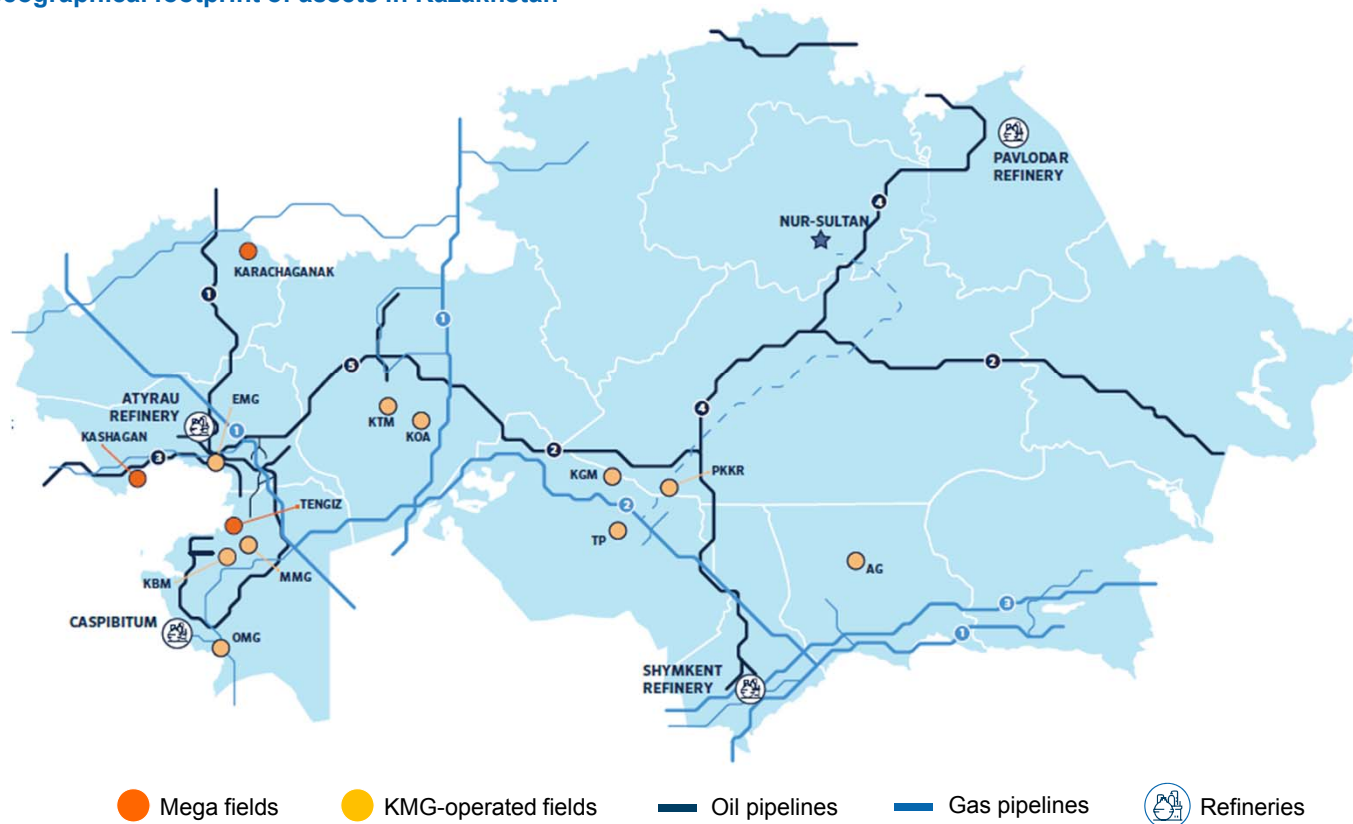 PAVLODAR
REFINERY
4
NUR-SULTAN
KARACHAGANAK
1
1
2
5
ATYRAU
REFINERY
EMG
KTM
KOA
4
1
KASHAGAN
3
2
KGM
PKKR
TENGIZ
2
TP
AG
KBM
MMG
3
CASPIBITUM
OMG
1
SHYMKENT
REFINERY
Mega fields
KMG-operated fields
Oil pipelines
Gas pipelines
Refineries